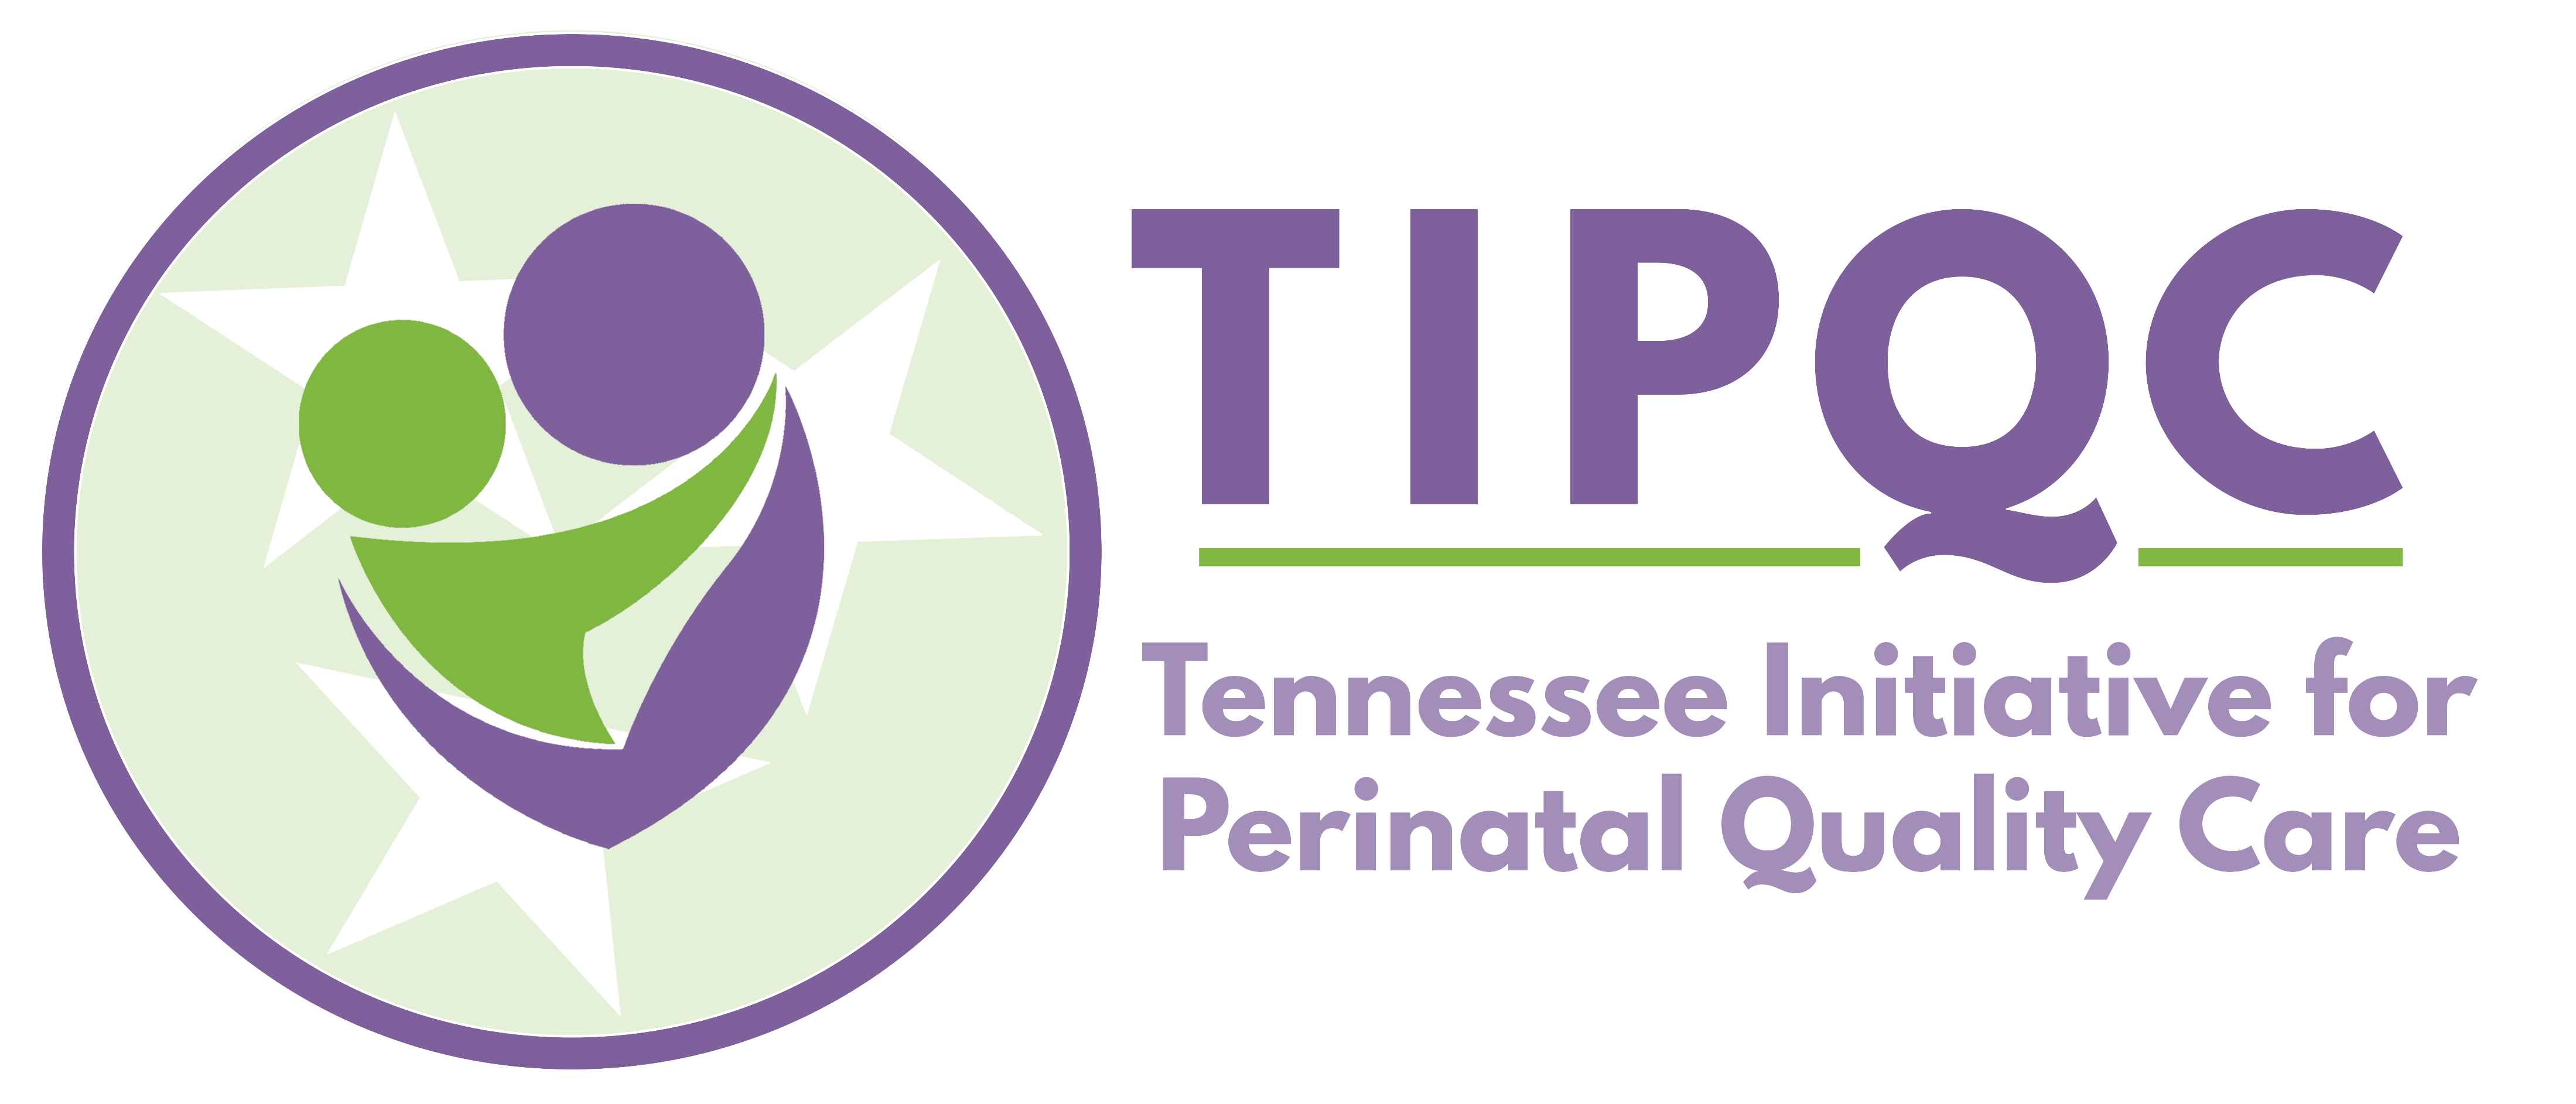 TIPQC
Tennessee Initiative for
Perinatal Quality Care